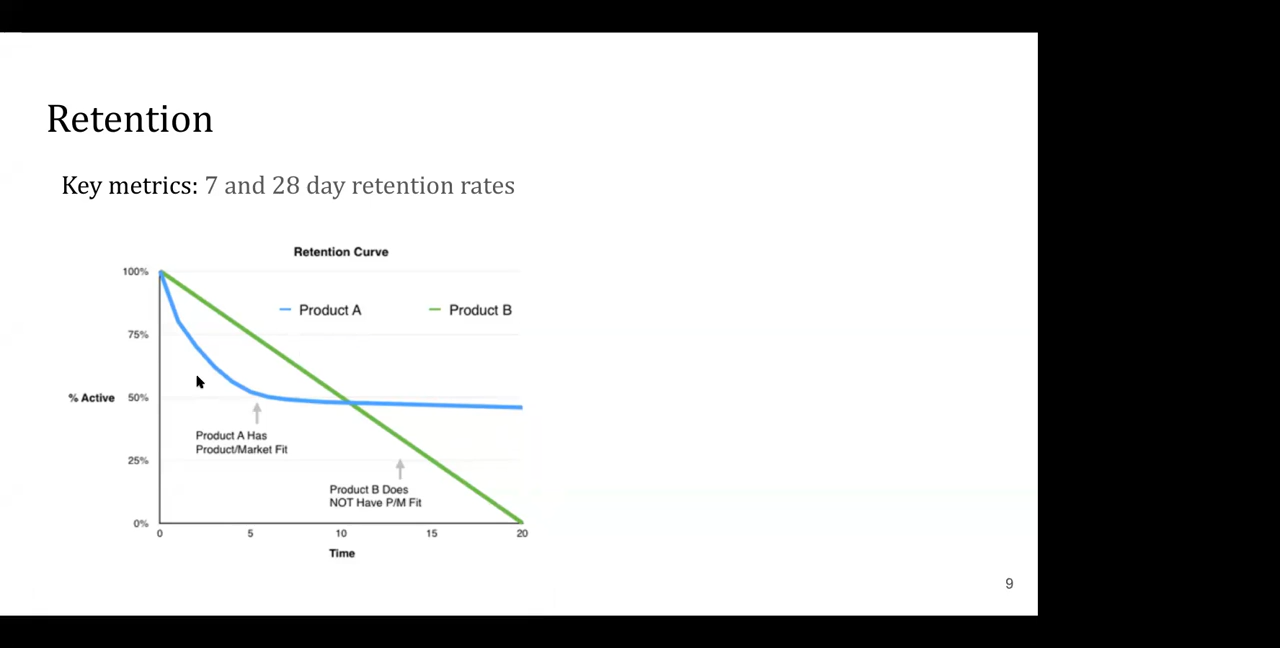 Retention
Key metrics: 7 and 28 day retention rates
Retention Curve
100%
Product A
Product B
75%
% Active
50%
Product A Has
Product/Market Fit
25%
Product B Does
NOT Have P/M Fit
0%
0
5
10
15
20
Time
9